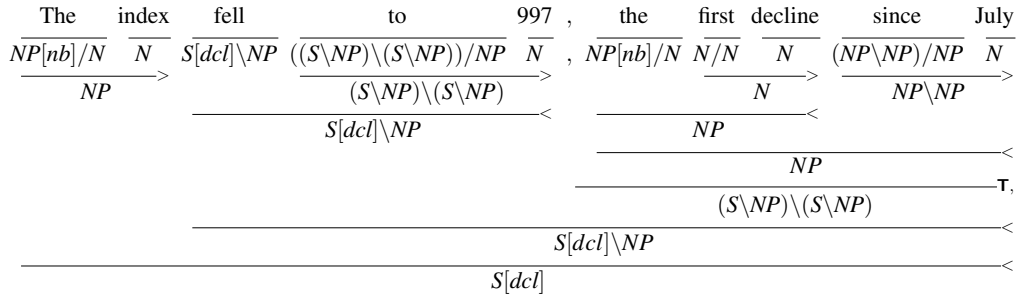 The index fell to 997 , the first decline since July
NP[nb]/N N S[dcl]\NP ((S\NP)\(S\NP))/NP N , NP[nb]/N N/N N (NP\NP)/NP N
> > > >
NP (S\NP)\(S\NP) N NP\NP
< <
S[dcl]\NP NP
<
NP
T,
(S\NP)\(S\NP)
<
S[dcl]\NP
<
S[dcl]